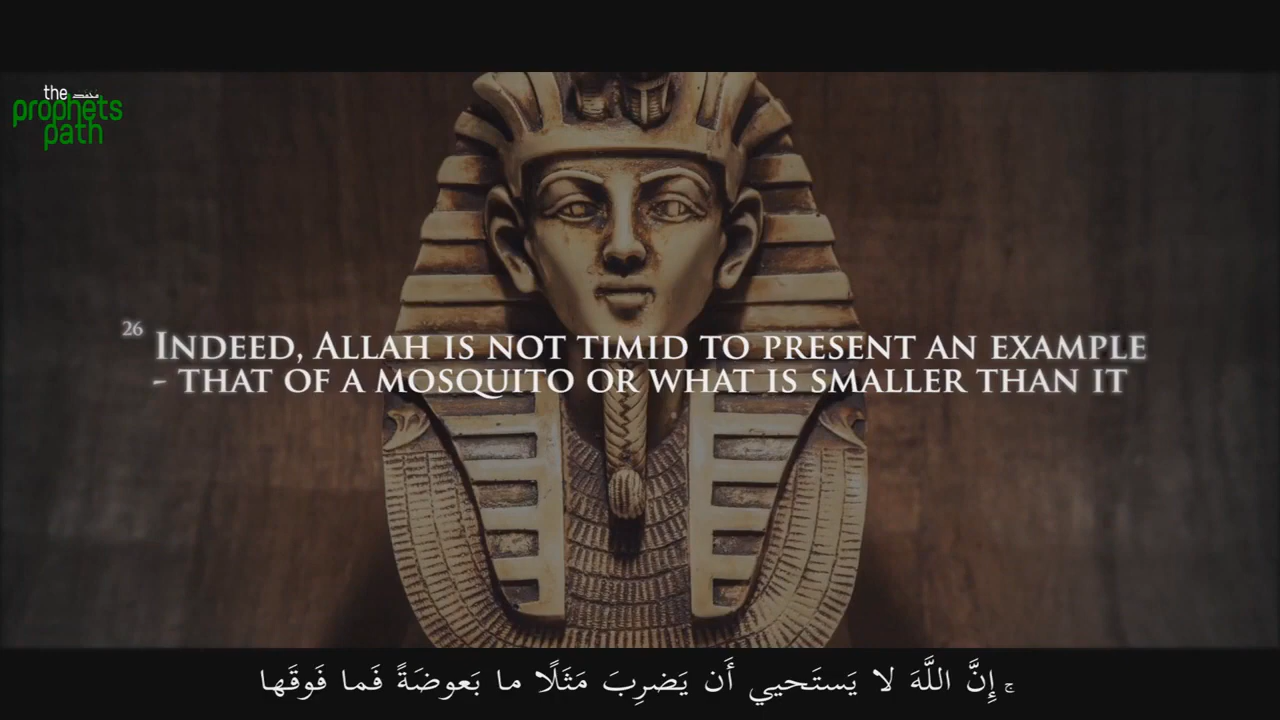 the محمد
prophets
path
26 Indeed, Allah is not timid to present an example
- that of a mosquito or what is smaller than it
ۚ إِنَّ اللَّهَ لا يَستَحيي أَن يَضرِبَ مَثَلًا ما بَعوضَةً فَما فَوقَها